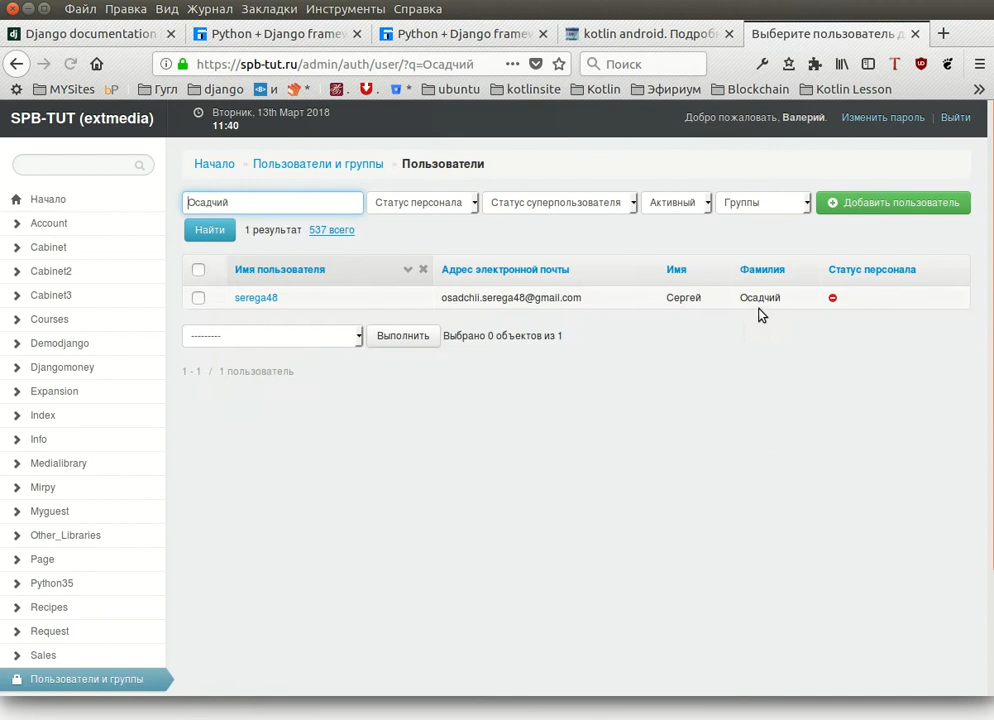 Файл Правка Вид Журнал Закладки Инструменты Справка
Django documentation Python + Django framew Python + Django framew kotlin android. Подробн Выберите пользователь д
https://spb-tut.ru/admin/auth/user/?q=Осадчий Поиск
MYSites Гугл django и ubuntu kotlinsite Kotlin Эфириум Blockchain Kotlin Lesson
SPB-TUT (extmedia)
Вторник, 13th Март 2018
11:40
Добро пожаловать, Валерий. Изменить пароль | Выйти
Начало » Пользователи и группы » Пользователи
Осадчий Статус персонала Статус суперпользователя Активный Группы Добавить пользователь
Найти 1 результат 537 всего
Имя пользователя Адрес электронной почты Имя Фамилия Статус персонала
serega48 osadchii.serega48@gmail.com Сергей Осадчий
--------- Выполнить Выбрано 0 объектов из 1
1 - 1 / 1 пользователь
Начало
Account
Cabinet
Cabinet2
Cabinet3
Courses
Demodjango
Djangomoney
Expansion
Index
Info
Medialibrary
Mirpy
Myguest
Other_Libraries
Page
Python35
Recipes
Request
Sales
Пользователи и группы